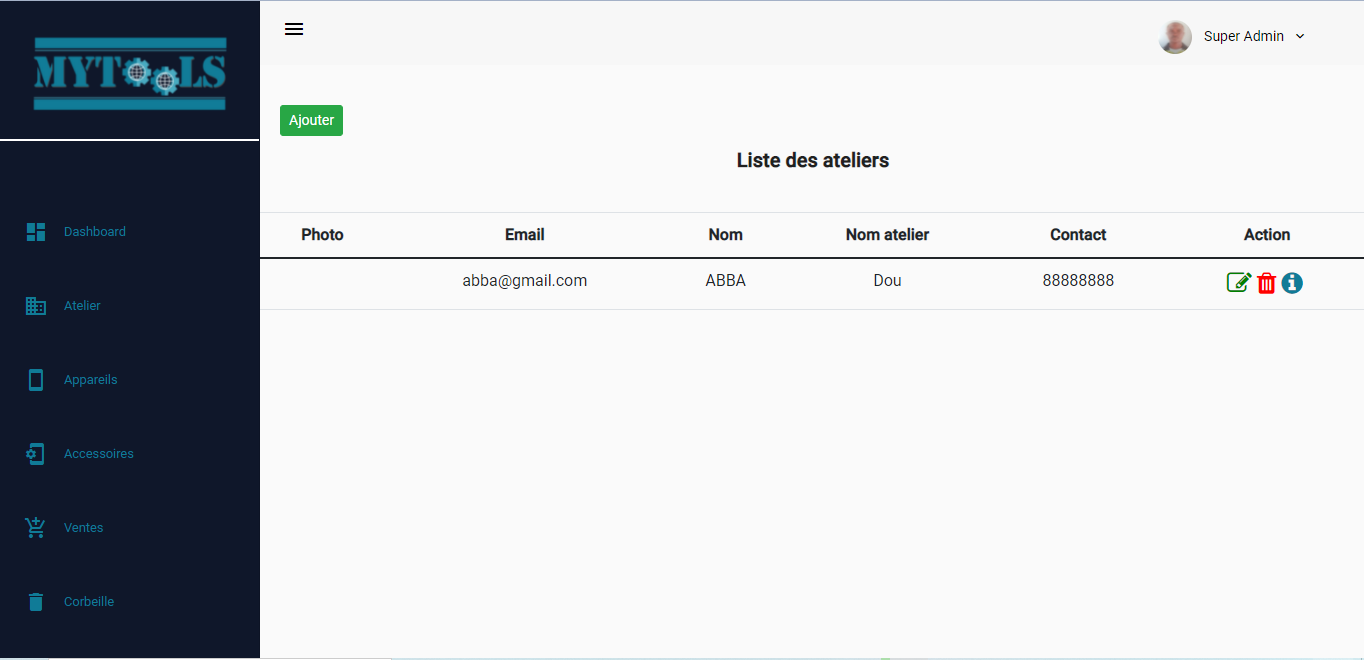 MYTOOLS
Super Admin
Ajouter
Liste des ateliers
Dashboard
Atelier
Appareils
Accessoires
Ventes
Corbeille
Photo Email Nom Nom atelier Contact Action
abba@gmail.com ABBA Dou 88888888